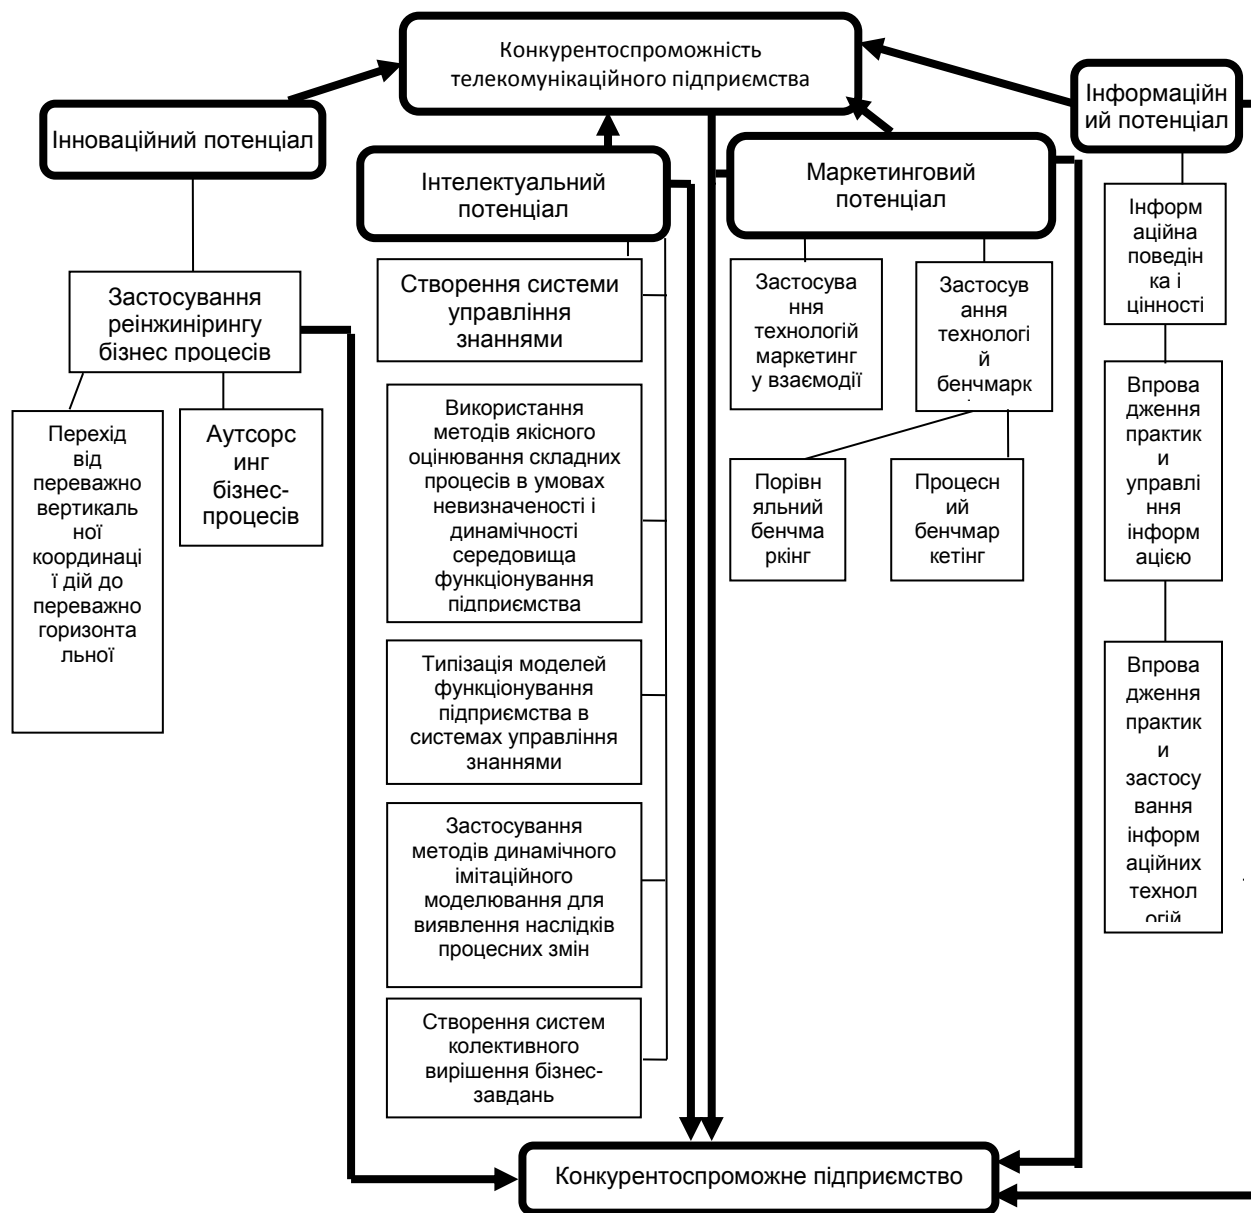 Конкурентоспроможність
телекомунікаційного підприємства
Інноваційний потенціал
Інтелектуальний
потенціал
Маркетинговий
потенціал
Інформаційн
ий потенціал
Застосування
реінжинірингу
бізнес процесів
Перехід
від
переважно
вертикаль
ної
координаці
ї дій до
переважно
горизонта
льної
Аутсорс
инг
бізнес-
процесів
Створення системи
управління
знаннями
Використання
методів якісного
оцінювання складних
процесів в умовах
невизначеності і
динамічності
середовища
функціонування
підприємства
Типізація моделей
функціонування
підприємства в
системах управління
знаннями
Застосування
методів динамічного
імітаційного
моделювання для
виявлення наслідків
процесних змін
Створення систем
колективного
вирішення бізнес-
завдань
Застосува
ння
технологій
маркетинг
у взаємодії
Застосув
ання
технологі
й
бенчмарк
Порівн
яльний
бенчма
ркінг
Процесн
ий
бенчмар
кетінг
Інформ
аційна
поведін
ка і
цінності
Впрова
дження
практик
и
управлі
ння
інформ
ацією
Впрова
дження
практик
и
застосу
вання
інформ
аційних
технол
огій
Конкурентоспроможне підприємство